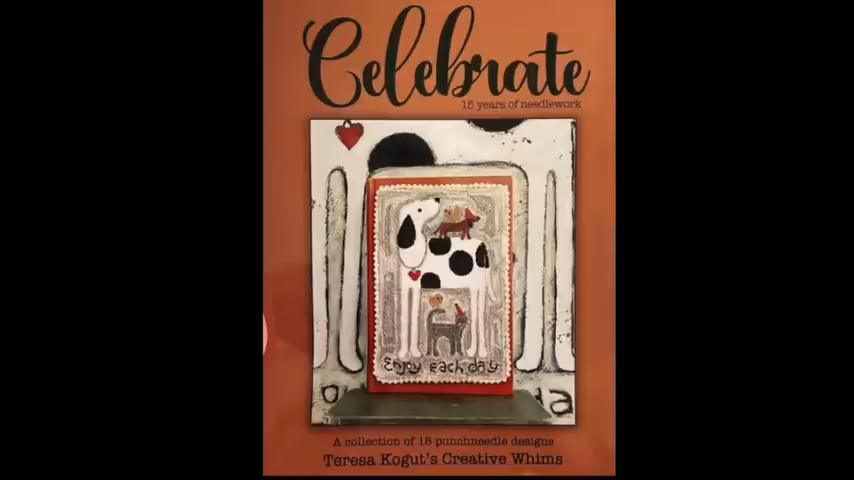 Celebrate
15 years of needlework
Enjoy Each day
A collection of 15 punchneedle designs
Teresa Kogut's Creative Whims